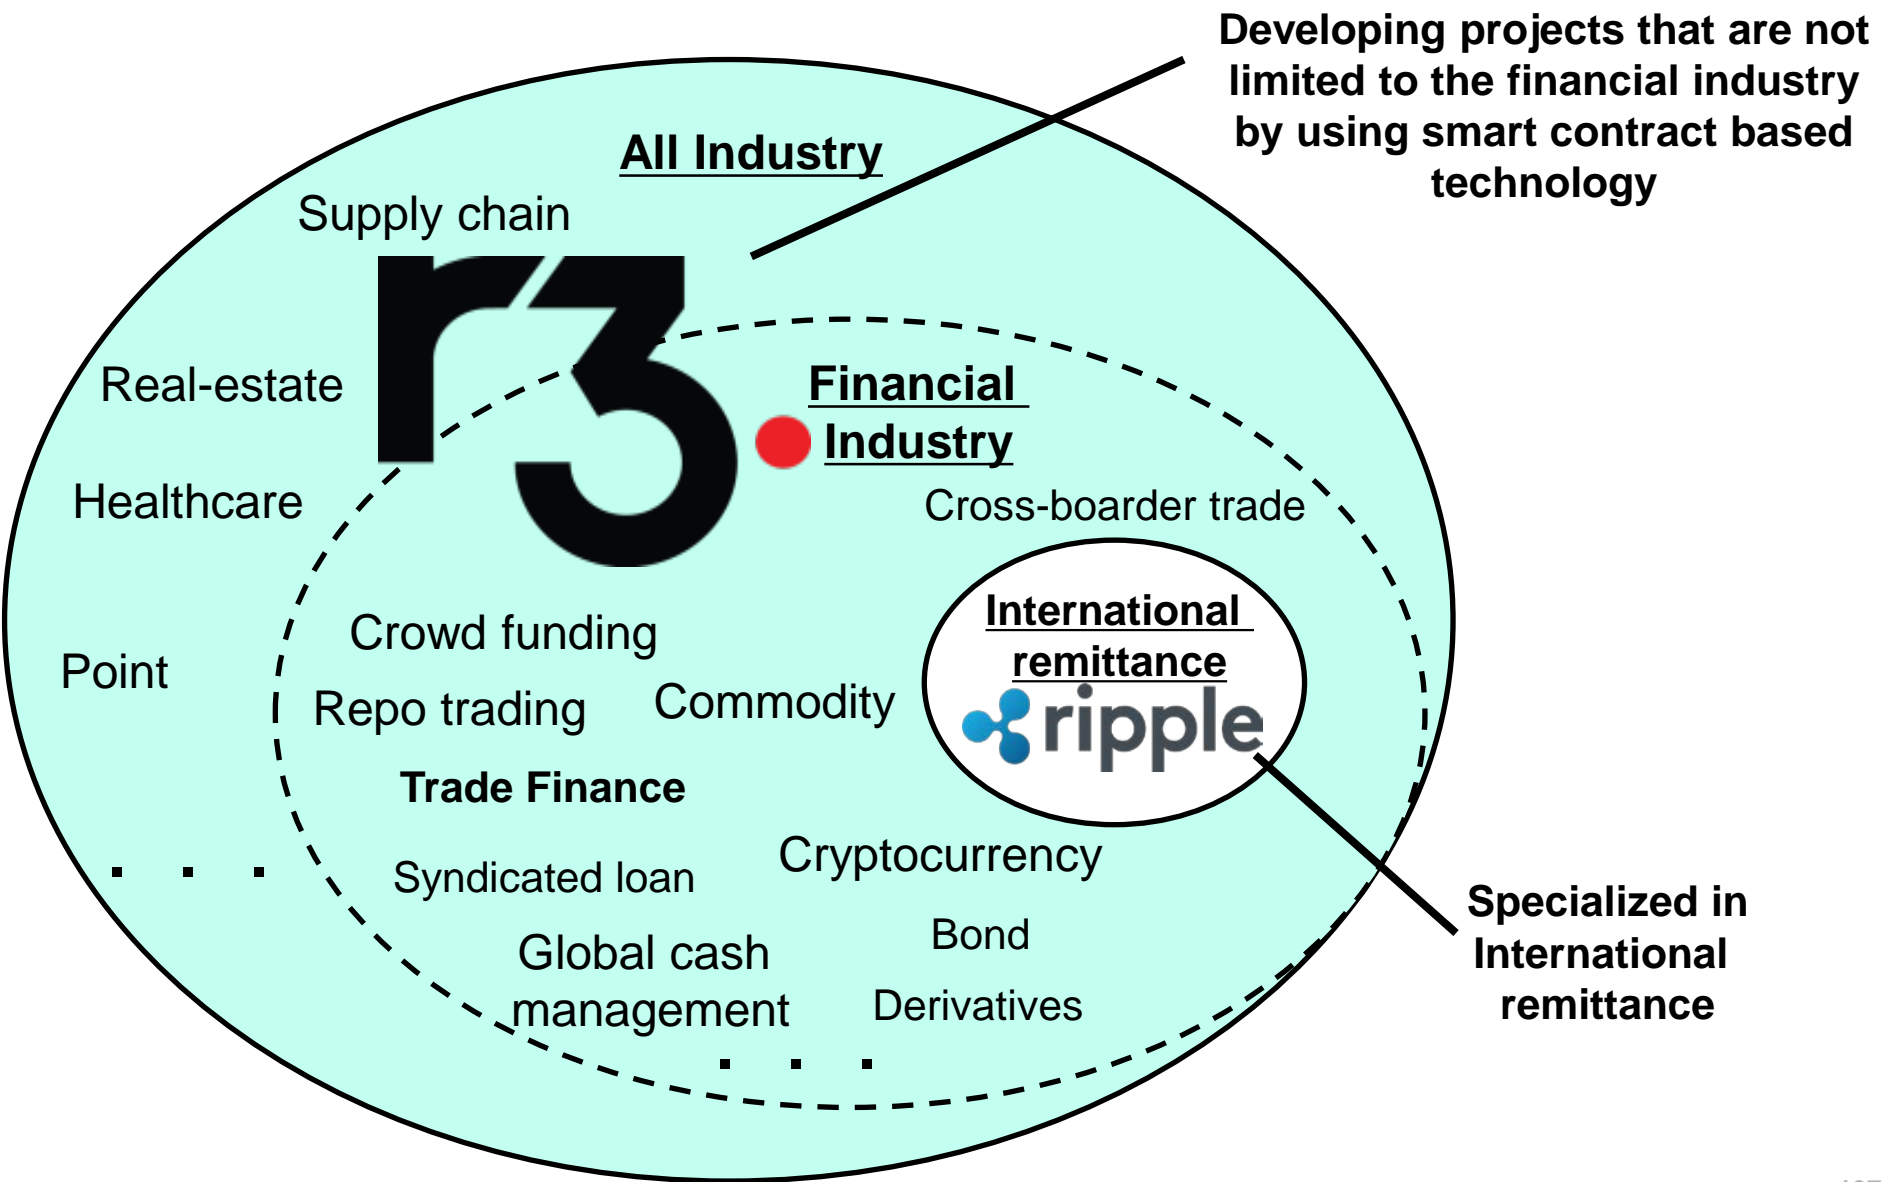 Developing projects that are not
limited to the financial industry
by using smart contract based
technology
All Industry
Supply chain
r3.
Real-estate
Financial
Industry
Healthcare
Cross-boarder trade
International
remittance
ripple
Crowd funding
Point
Repo trading
Commodity
Trade Finance
. . .
Syndicated loan
Cryptocurrency
Global cash
management
Bond
Derivatives
. . .
Specialized in
International
remittance